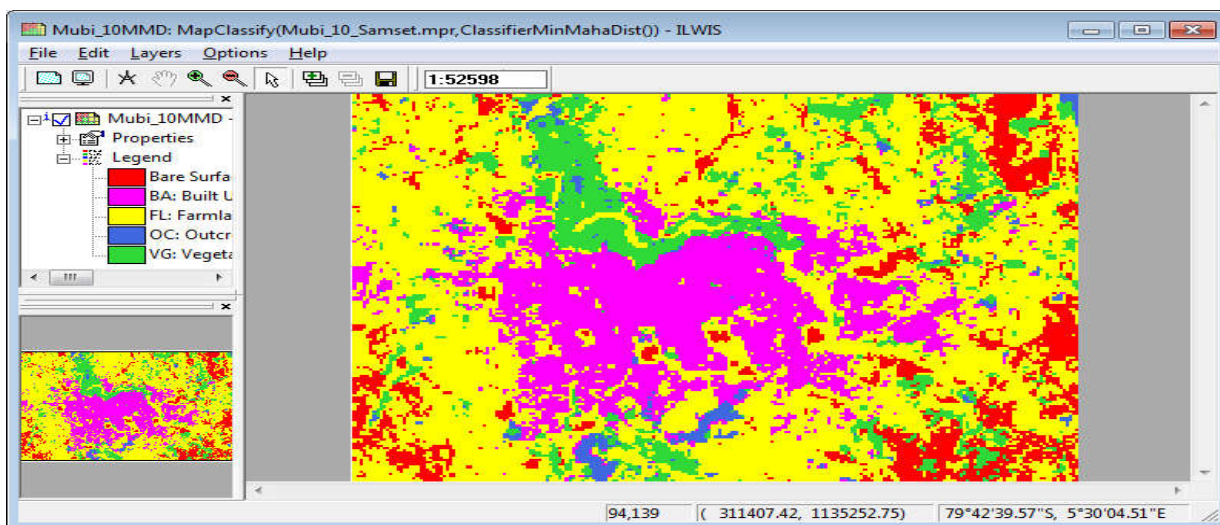 Mubi_10MMD: MapClassify(Mubi_10_Samset.mpr,ClassifierMinMahaDist()) - ILWIS
File Edit Layers Options Help
1:52598
Mubi_10MMD -
Properties
Legend
Bare Surfa
BA: Built U
FL: Farmla
OC: Outcr
VG: Vegeta
94,139 ( 311407.42, 1135252.75) 79°42'39.57"S, 5°30'04.51"E